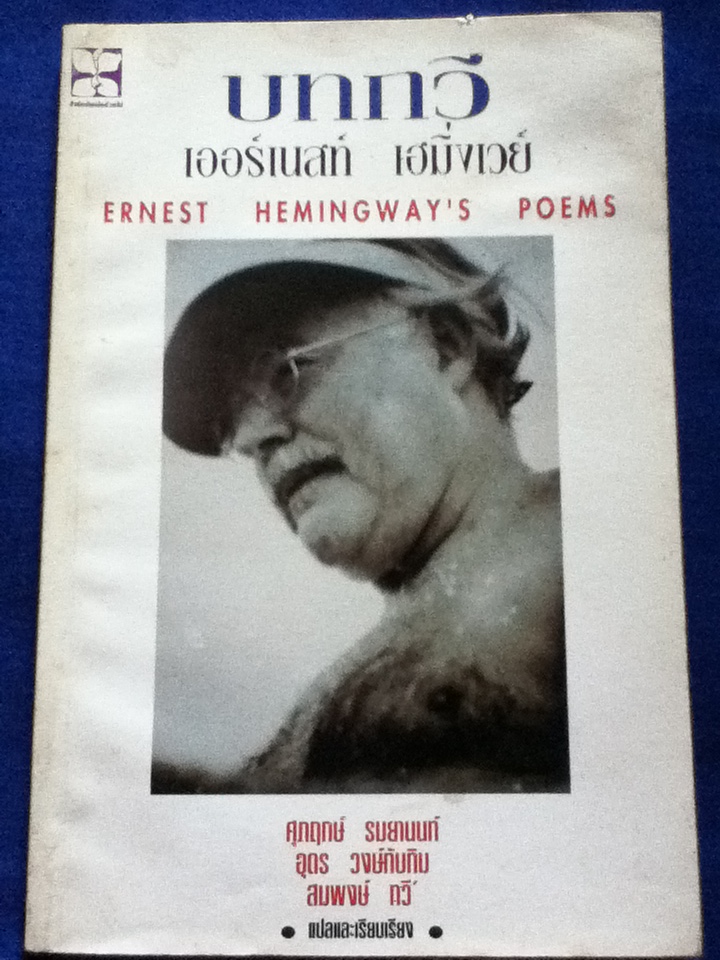 บทกวี
เออร์เนสท์ เฮมิ่งเวย์
ERNEST HEMINGWAY'S POEMS
ศุภฤกษ์ รมยานนท์
อุดร วงษ์ทับทิม
สมพงษ์ ทวี'
• แปลและเรียบเรียง •